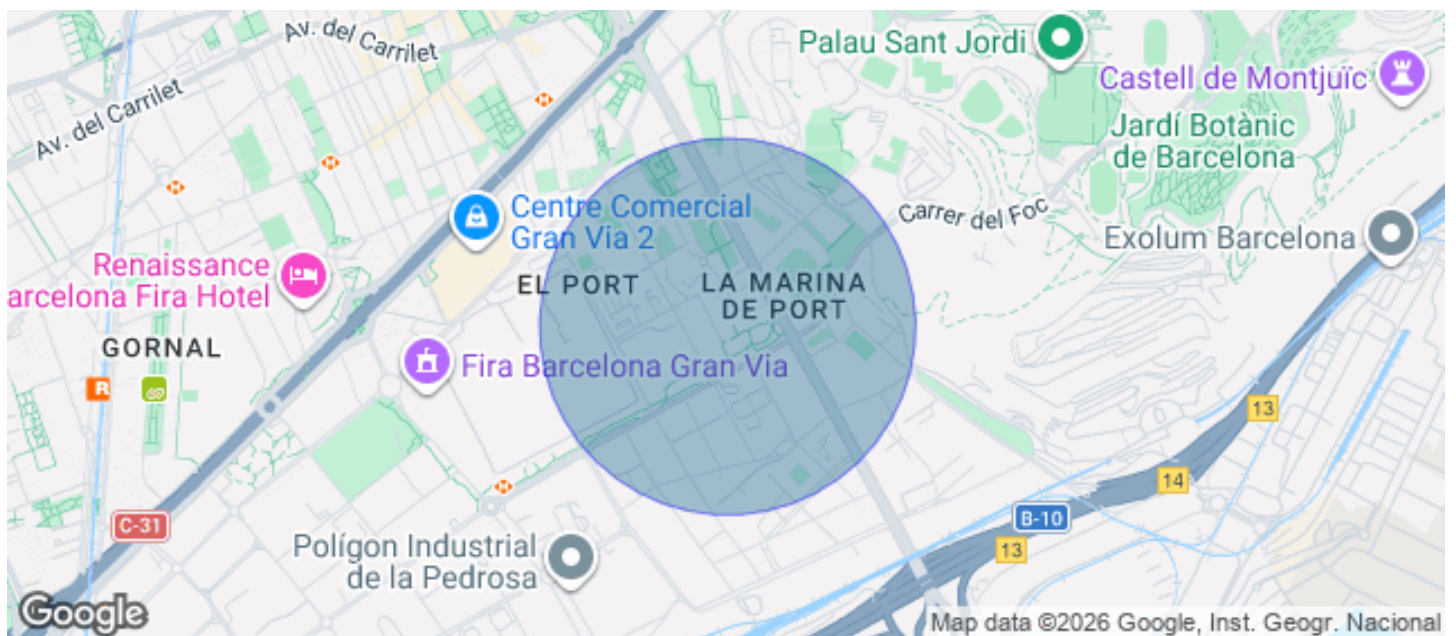 Av. del Carrilet
Av. del Carrilet
Palau Sant Jordi
Castell de Montjuïc
Jardí Botànic
de Barcelona
Carrer del Foc
Exolum Barcelona
Centre Comercial
Gran Via 2
Renaissance
arcelona Fira Hotel
EL PORT
LA MARINA
DE PORT
GORNAL
Fira Barcelona Gran Via
R
13
14
C-31
B-10
13
Polígon Industrial
de la Pedrosa
Google
Map data ©2026 Google, Inst. Geogr. Nacional